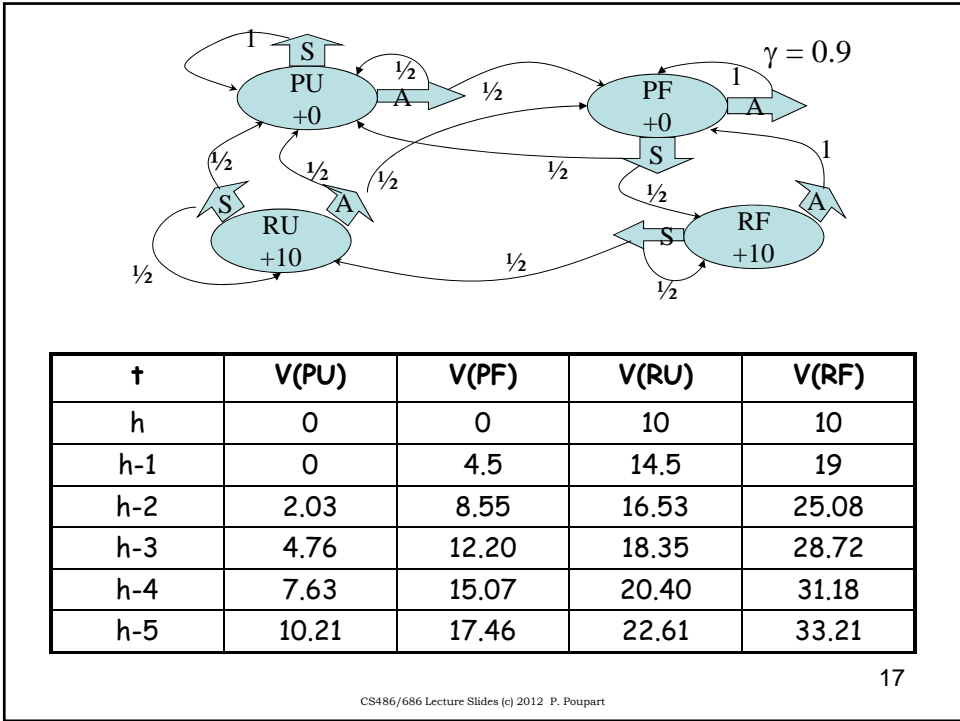 γ = 0.9
1
S
½
PU
+0
A
½
1
PF
+0
A
S
½
½
½
½
½
1
S
A
RU
+10
½
½
S
RF
+10
A
½
t V(PU) V(PF) V(RU) V(RF)
h 0 0 10 10
h-1 0 4.5 14.5 19
h-2 2.03 8.55 16.53 25.08
h-3 4.76 12.20 18.35 28.72
h-4 7.63 15.07 20.40 31.18
h-5 10.21 17.46 22.61 33.21
17
CS486/686 Lecture Slides (c) 2012 P. Poupart